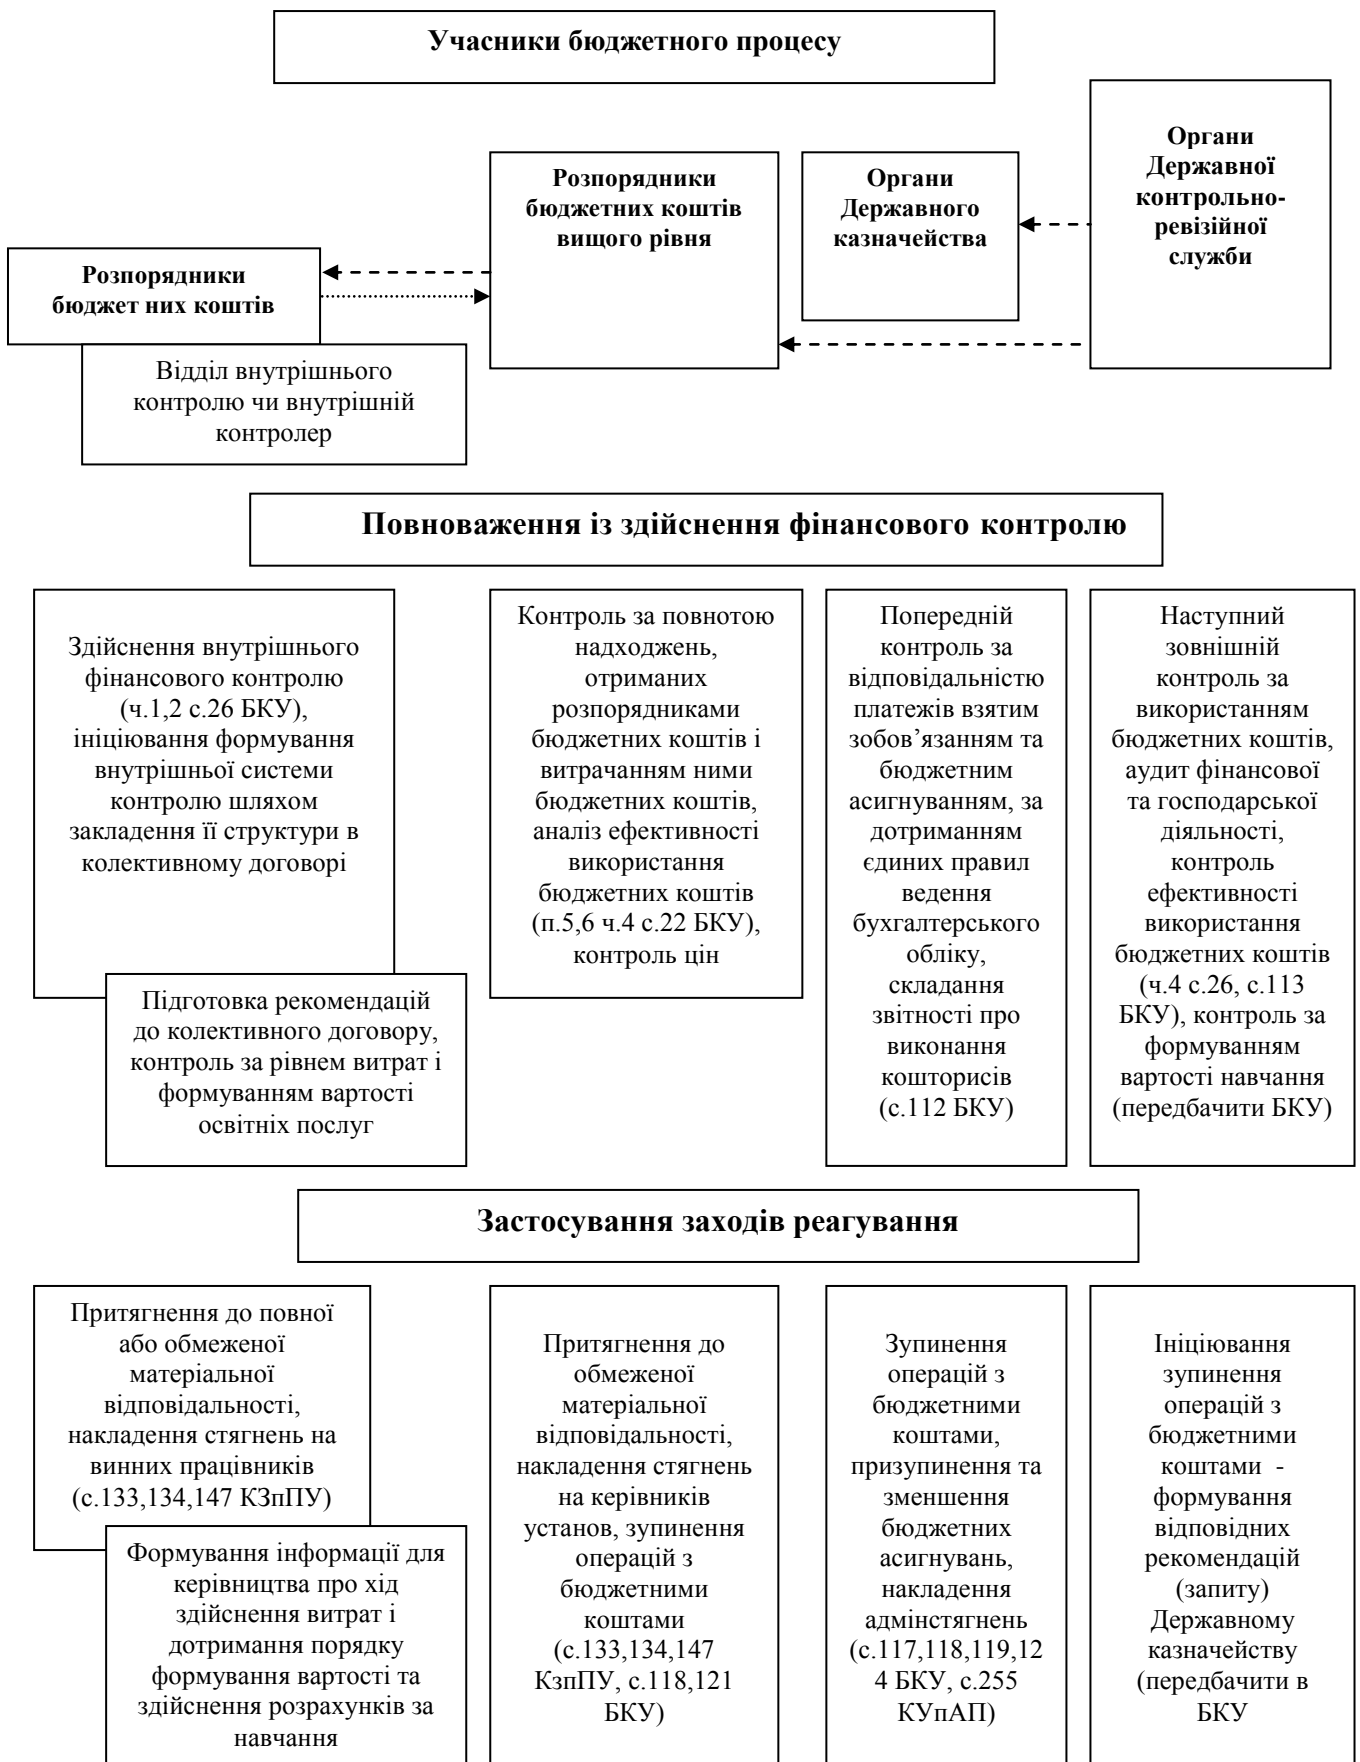 Учасники бюджетного процесу
Розпорядники
бюджет них коштів
Відділ внутрішнього
контролю чи внутрішній
контролер
Розпорядники
бюджетних коштів
вищого рівня
Органи
Державного
казначейства
Органи
Державної
контрольно-
ревізійної
служби
Повноваження із здійснення фінансового контролю
Здійснення внутрішнього
фінансового контролю
(ч.1,2 с.26 БКУ),
ініціювання формування
внутрішньої системи
контролю шляхом
закладення її структури в
колективному договорі
Підготовка рекомендацій
до колективного договору,
контроль за рівнем витрат і
формуванням вартості
освітніх послуг
Контроль за повнотою
надходжень,
отриманих
розпорядниками
бюджетних коштів і
витрачанням ними
бюджетних коштів,
аналіз ефективності
використання
бюджетних коштів
(п.5,6 ч.4 с.22 БКУ),
контроль цін
Попередній
контроль за
відповідальністю
платежів взятим
зобов’язанням та
бюджетним
асигнуванням, за
дотриманням
єдиних правил
ведення
бухгалтерського
обліку,
складання
звітності про
виконання
кошторисів
(с.112 БКУ)
Наступний
зовнішній
контроль за
використанням
бюджетних коштів,
аудит фінансової
та господарської
діяльності,
контроль
ефективності
використання
бюджетних коштів
(ч.4 с.26, с.113
БКУ), контроль за
формуванням
вартості навчання
(передбачити БКУ)
Застосування заходів реагування
Притягнення до повної
або обмеженої
матеріальної
відповідальності,
накладення стягнень на
винних працівників
(с.133,134,147 КЗпПУ)
Формування інформації для
керівництва про хід
здійснення витрат і
дотримання порядку
формування вартості та
здійснення розрахунків за
навчання
Притягнення до
обмеженої
матеріальної
відповідальності,
накладення стягнень
на керівників
установ, зупинення
операцій з
бюджетними
коштами
(с.133,134,147
КзпПУ, с.118,121
БКУ)
Зупинення
операцій з
бюджетними
коштами,
призупинення та
зменшення
бюджетних
асигнувань,
накладення
адмінстягнень
(с.117,118,119,12
4 БКУ, с.255
КУпАП)
Ініціювання
зупинення
операцій з
бюджетними
коштами -
формування
відповідних
рекомендацій
(запиту)
Державному
казначейству
(передбачити в
БКУ